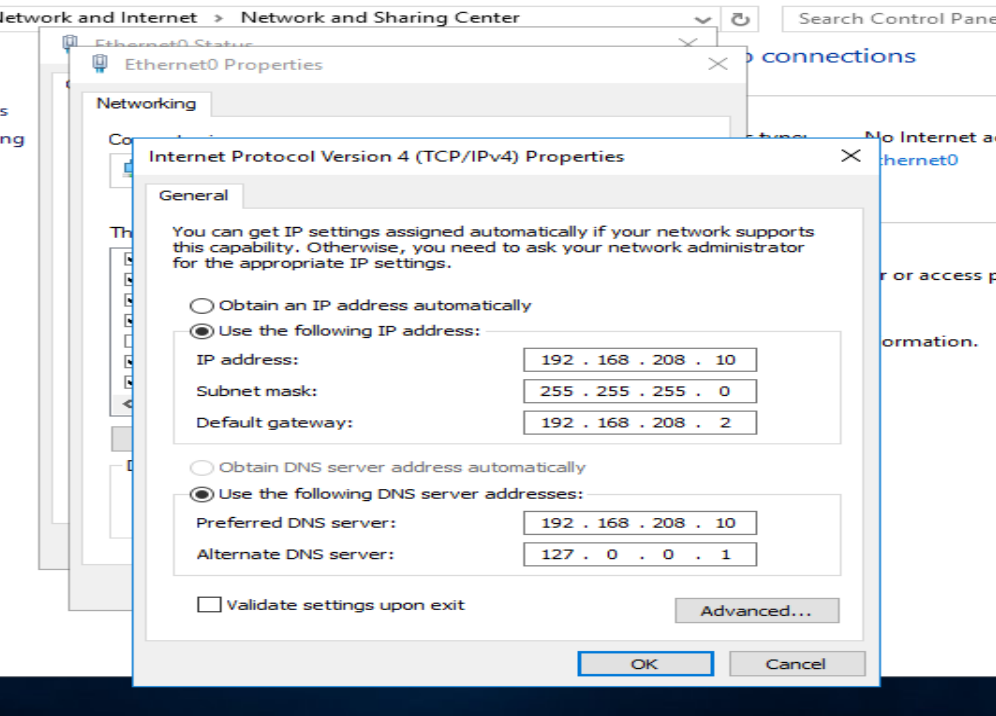 Network and Internet > Network and Sharing Center
Search Control Pane
Ethernet0 Status
Ethernet0 Properties
connections
Networking
No Internet a
hernet0
Internet Protocol Version 4 (TCP/IPv4) Properties
General
You can get IP settings assigned automatically if your network supports
this capability. Otherwise, you need to ask your network administrator
for the appropriate IP settings.
or access p
Obtain an IP address automatically
Use the following IP address:
ormation.
IP address: 192 . 168 . 208 . 10
Subnet mask: 255 . 255 . 255 . 0
Default gateway: 192 . 168 . 208 . 2
Obtain DNS server address automatically
Use the following DNS server addresses:
Preferred DNS server: 192 . 168 . 208 . 10
Alternate DNS server: 127 . 0 . 0 . 1
Validate settings upon exit
Advanced...
OK Cancel